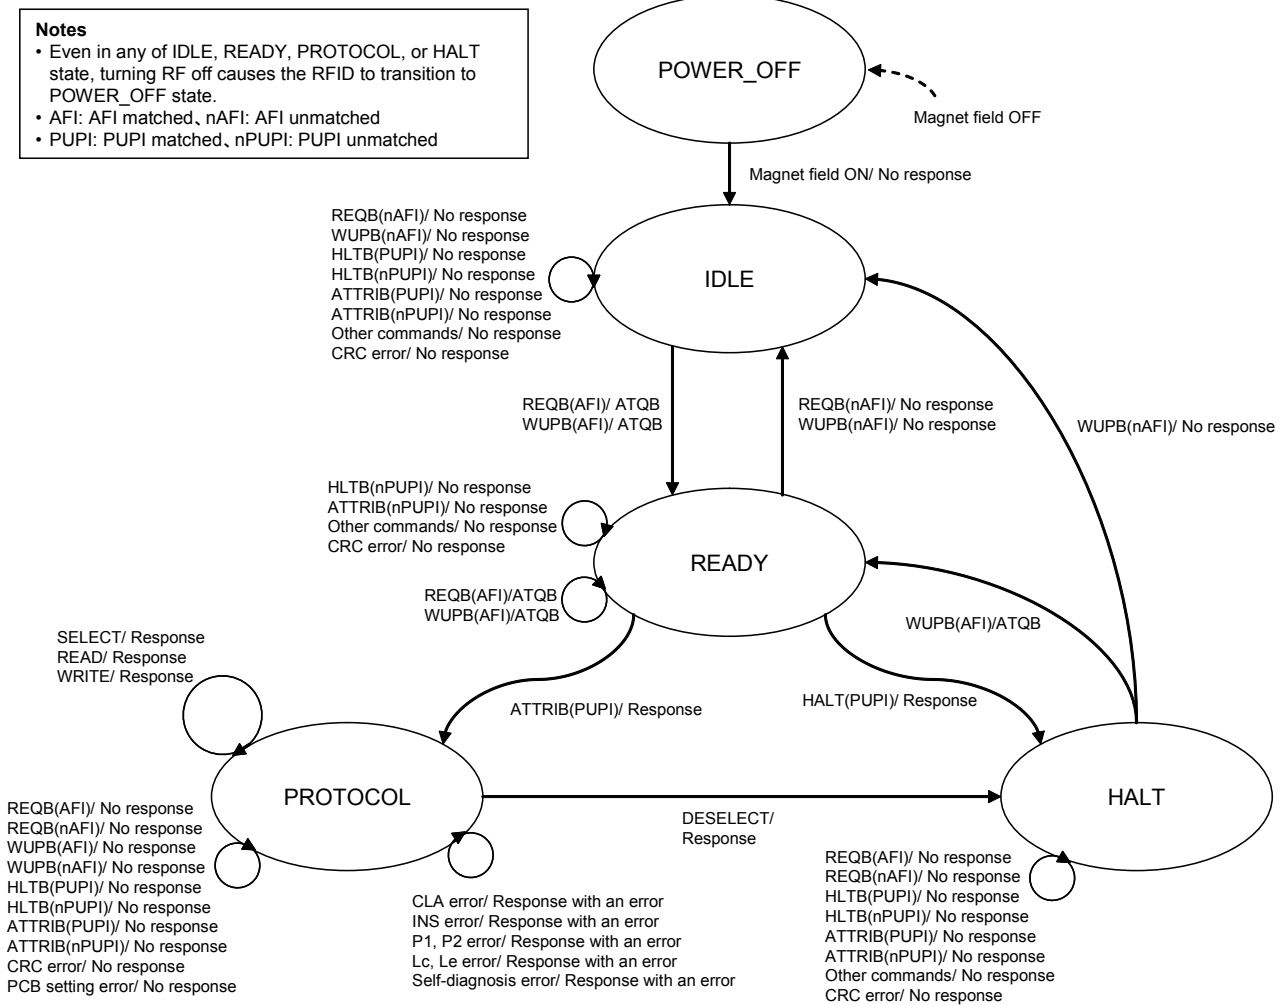 Notes
• Even in any of IDLE, READY, PROTOCOL, or HALT
state, turning RF off causes the RFID to transition to
POWER_OFF state.
• AFI: AFI matched、nAFI: AFI unmatched
• PUPI: PUPI matched、nPUPI: PUPI unmatched
POWER_OFF
Magnet field OFF
Magnet field ON/ No response
REQB(nAFI)/ No response
WUPB(nAFI)/ No response
HLTB(PUPI)/ No response
HLTB(nPUPI)/ No response
ATTRIB(PUPI)/ No response
ATTRIB(nPUPI)/ No response
Other commands/ No response
CRC error/ No response
IDLE
REQB(AFI)/ ATQB
WUPB(AFI)/ ATQB
REQB(nAFI)/ No response
WUPB(nAFI)/ No response
WUPB(nAFI)/ No response
HLTB(nPUPI)/ No response
ATTRIB(nPUPI)/ No response
Other commands/ No response
CRC error/ No response
READY
REQB(AFI)/ATQB
WUPB(AFI)/ATQB
WUPB(AFI)/ATQB
SELECT/ Response
READ/ Response
WRITE/ Response
ATTRIB(PUPI)/ Response
HALT(PUPI)/ Response
PROTOCOL
HALT
DESELECT/
Response
REQB(AFI)/ No response
REQB(nAFI)/ No response
WUPB(AFI)/ No response
WUPB(nAFI)/ No response
HLTB(PUPI)/ No response
HLTB(nPUPI)/ No response
ATTRIB(PUPI)/ No response
ATTRIB(nPUPI)/ No response
CRC error/ No response
PCB setting error/ No response
CLA error/ Response with an error
INS error/ Response with an error
P1, P2 error/ Response with an error
Lc, Le error/ Response with an error
Self-diagnosis error/ Response with an error
REQB(AFI)/ No response
REQB(nAFI)/ No response
HLTB(PUPI)/ No response
HLTB(nPUPI)/ No response
ATTRIB(PUPI)/ No response
ATTRIB(nPUPI)/ No response
Other commands/ No response
CRC error/ No response